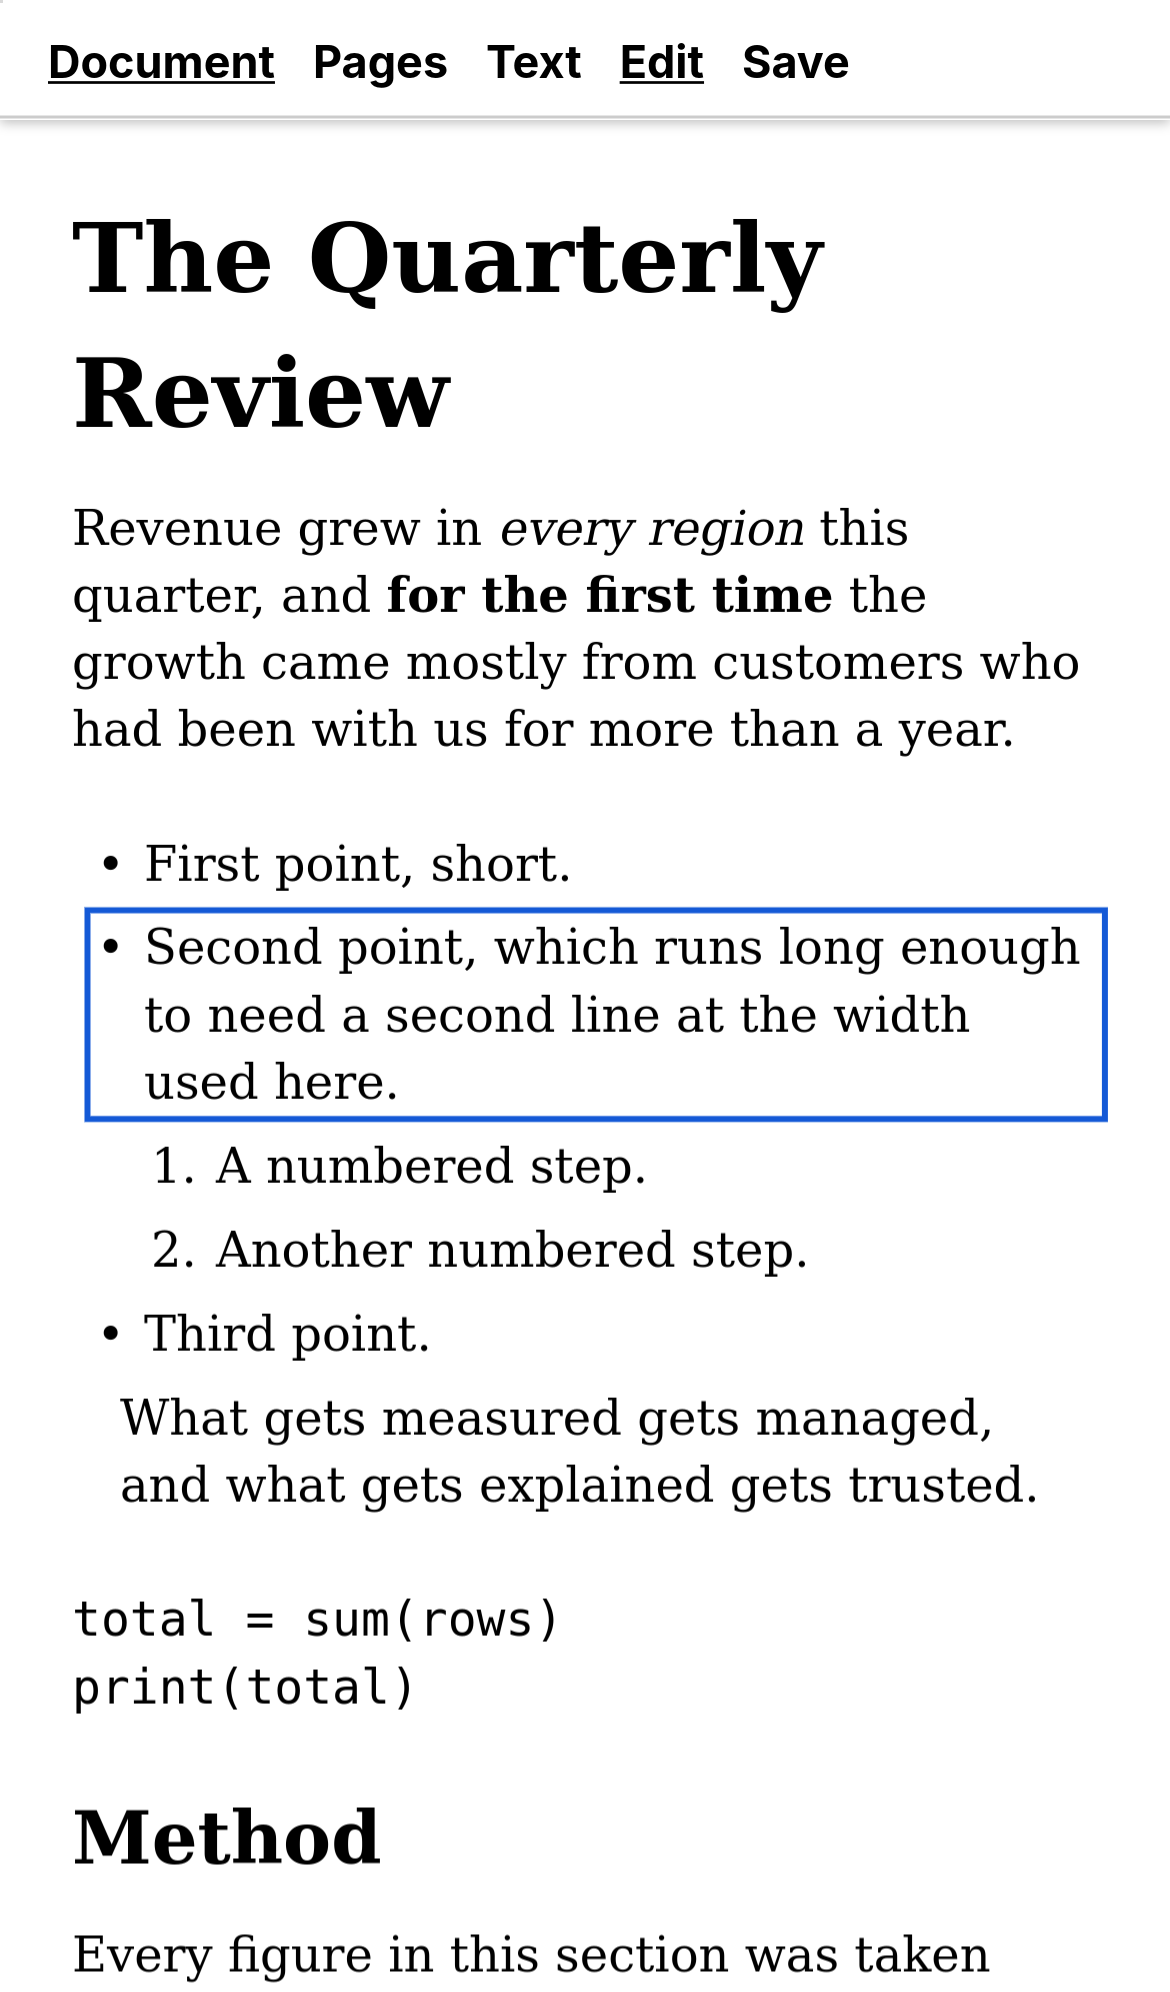 Document Pages Text Edit Save
The Quarterly
Review
Revenue grew in every region this
quarter, and for the first time the
growth came mostly from customers who
had been with us for more than a year.
• First point, short.
• Second point, which runs long enough
to need a second line at the width
used here.
1. A numbered step.
2. Another numbered step.
• Third point.
What gets measured gets managed,
and what gets explained gets trusted.
total = sum(rows)
print(total)
Method
Every figure in this section was taken